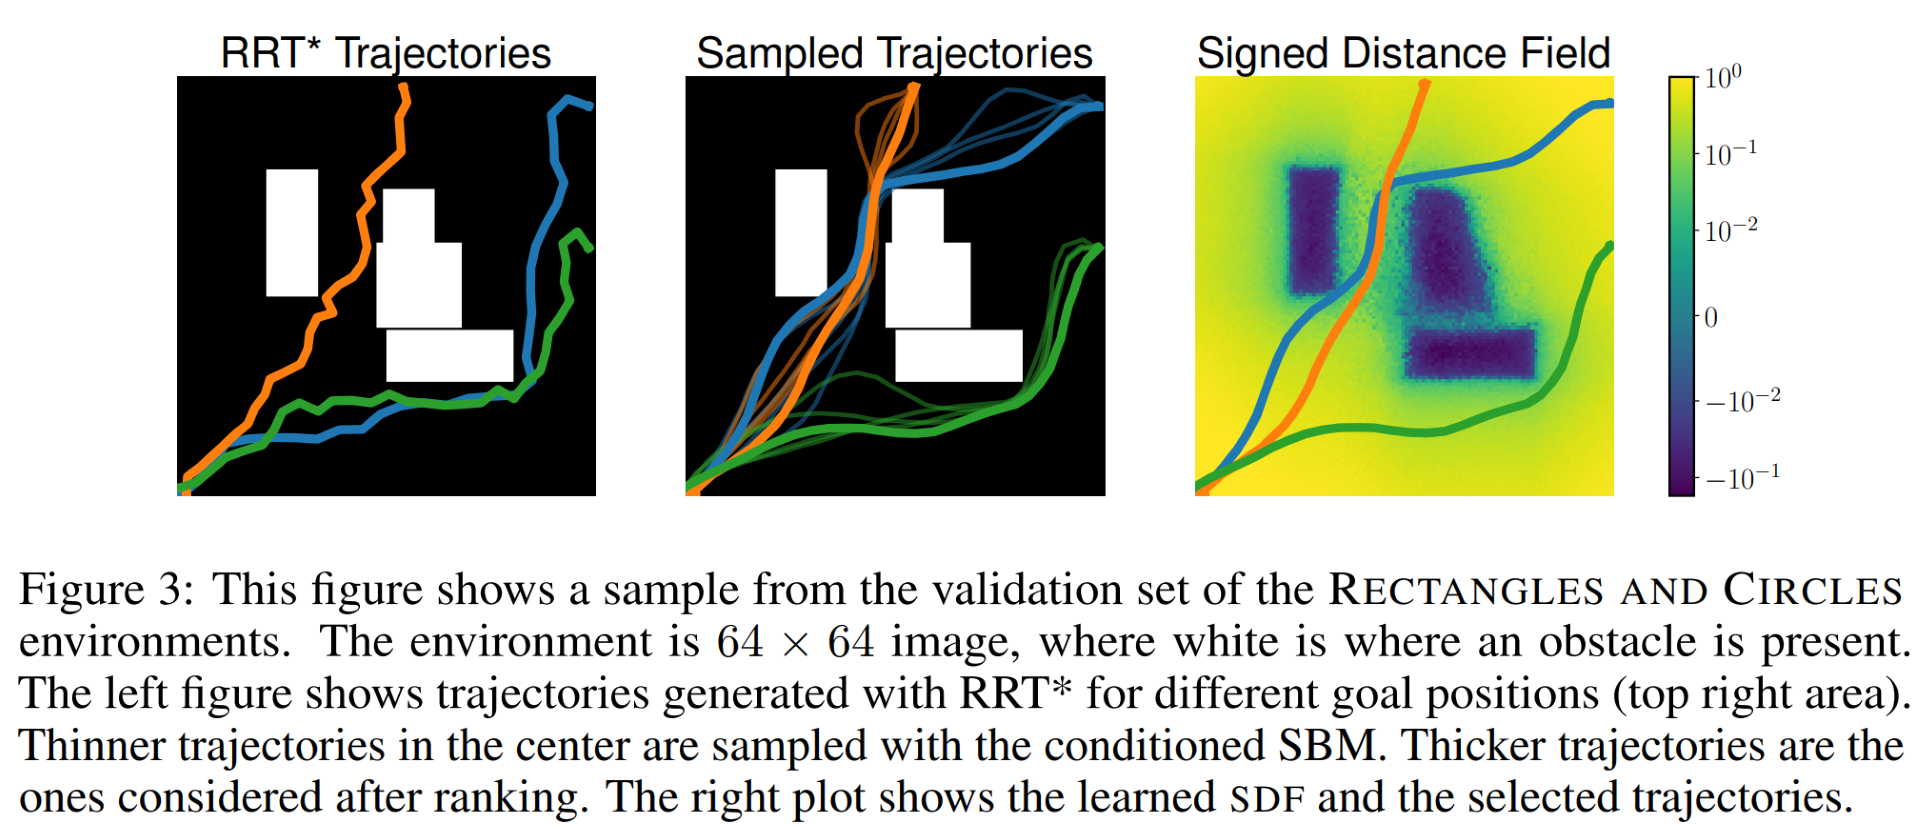 RRT* Trajectories
Sampled Trajectories
Signed Distance Field
10⁰
10⁻¹
10⁻²
0
−10⁻²
−10⁻¹
Figure 3: This figure shows a sample from the validation set of the RECTANGLES AND CIRCLES
environments. The environment is 64 × 64 image, where white is where an obstacle is present.
The left figure shows trajectories generated with RRT* for different goal positions (top right area).
Thinner trajectories in the center are sampled with the conditioned SBM. Thicker trajectories are the
ones considered after ranking. The right plot shows the learned SDF and the selected trajectories.